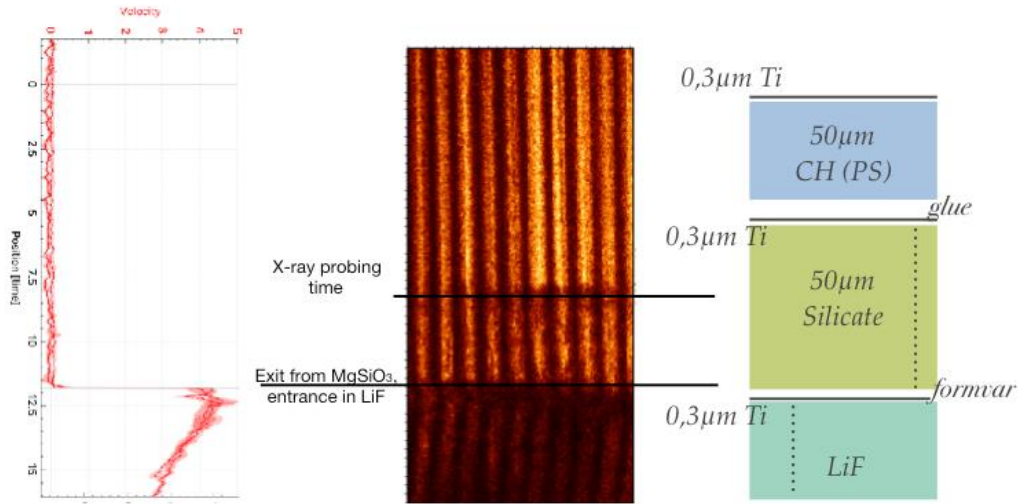 Velocity
0 1 2 3 4 5
0
2.5
5
7.5
10
12.5
15
Position [time]
X-ray probing
time
Exit from MgSiO₃,
entrance in LiF
0,3µm Ti
50µm
CH (PS)
glue
0,3µm Ti
50µm
Silicate
formvar
0,3µm Ti
LiF